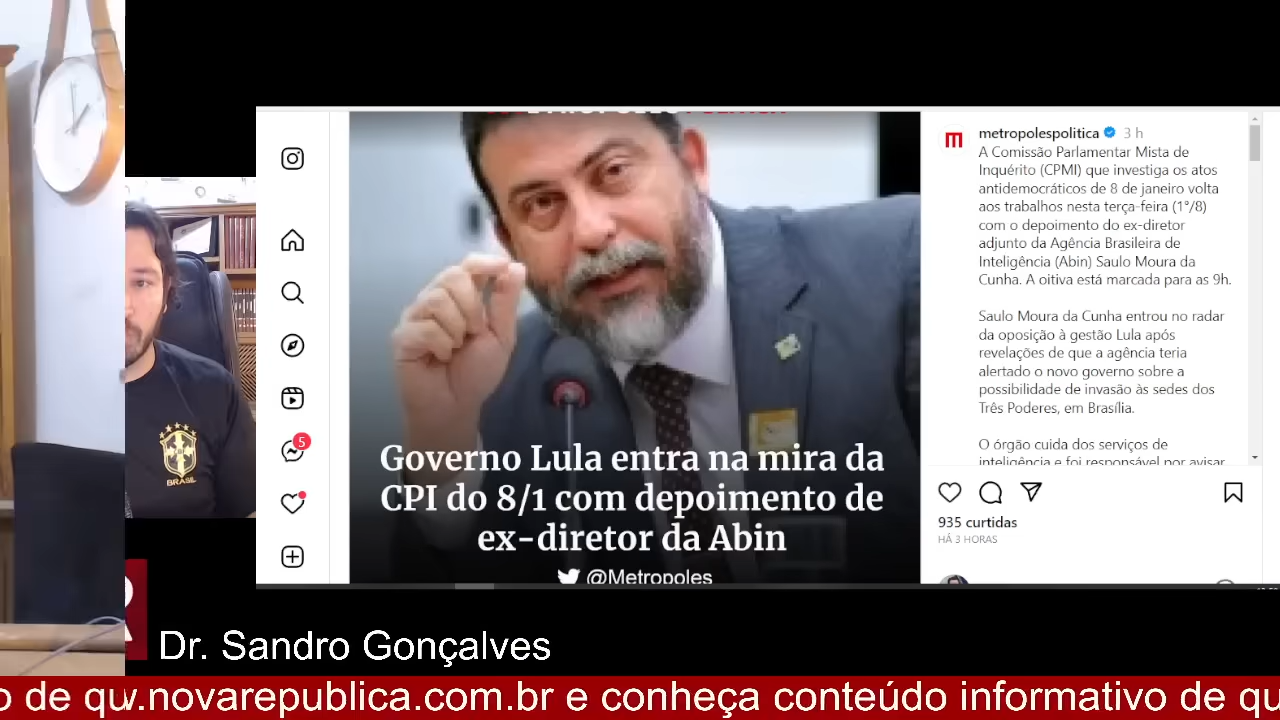 metropolespolitica 3 h
A Comissão Parlamentar Mista de
Inquérito (CPMI) que investiga os atos
antidemocráticos de 8 de janeiro volta
aos trabalhos nesta terça-feira (1º/8)
com o depoimento do ex-diretor
adjunto da Agência Brasileira de
Inteligência (Abin) Saulo Moura da
Cunha. A oitiva está marcada para as 9h.
Saulo Moura da Cunha entrou no radar
da oposição à gestão Lula após
revelações de que a agência teria
alertado o novo governo sobre a
possibilidade de invasão às sedes dos
Três Poderes, em Brasília.
O órgão cuida dos serviços de
inteligência e foi responsável por avisar
935 curtidas
HÁ 3 HORAS
5
BRASIL
Governo Lula entra na mira da
CPI do 8/1 com depoimento de
ex-diretor da Abin
@Metropoles
Dr. Sandro Gonçalves
o de qu
v.novarepublica.com.br e conheça conteúdo informativo de qu